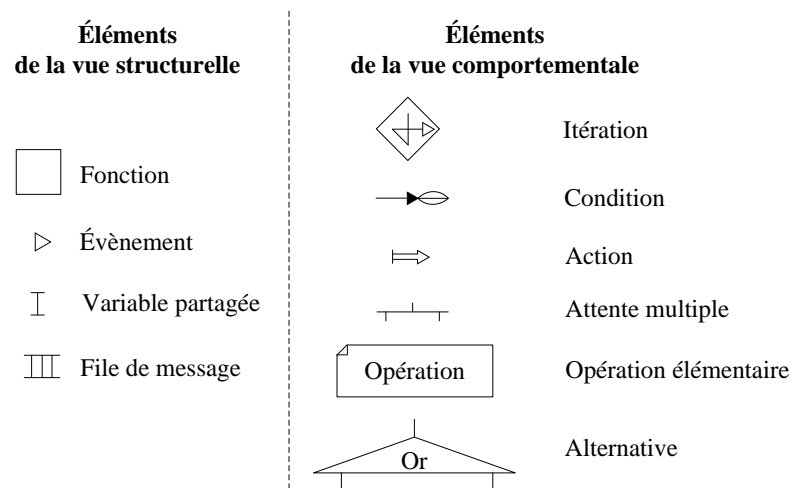 Éléments
de la vue structurelle
Fonction
Évènement
Variable partagée
File de message
Éléments
de la vue comportementale
Itération
Condition
Action
Attente multiple
Opération
Opération élémentaire
Or
Alternative